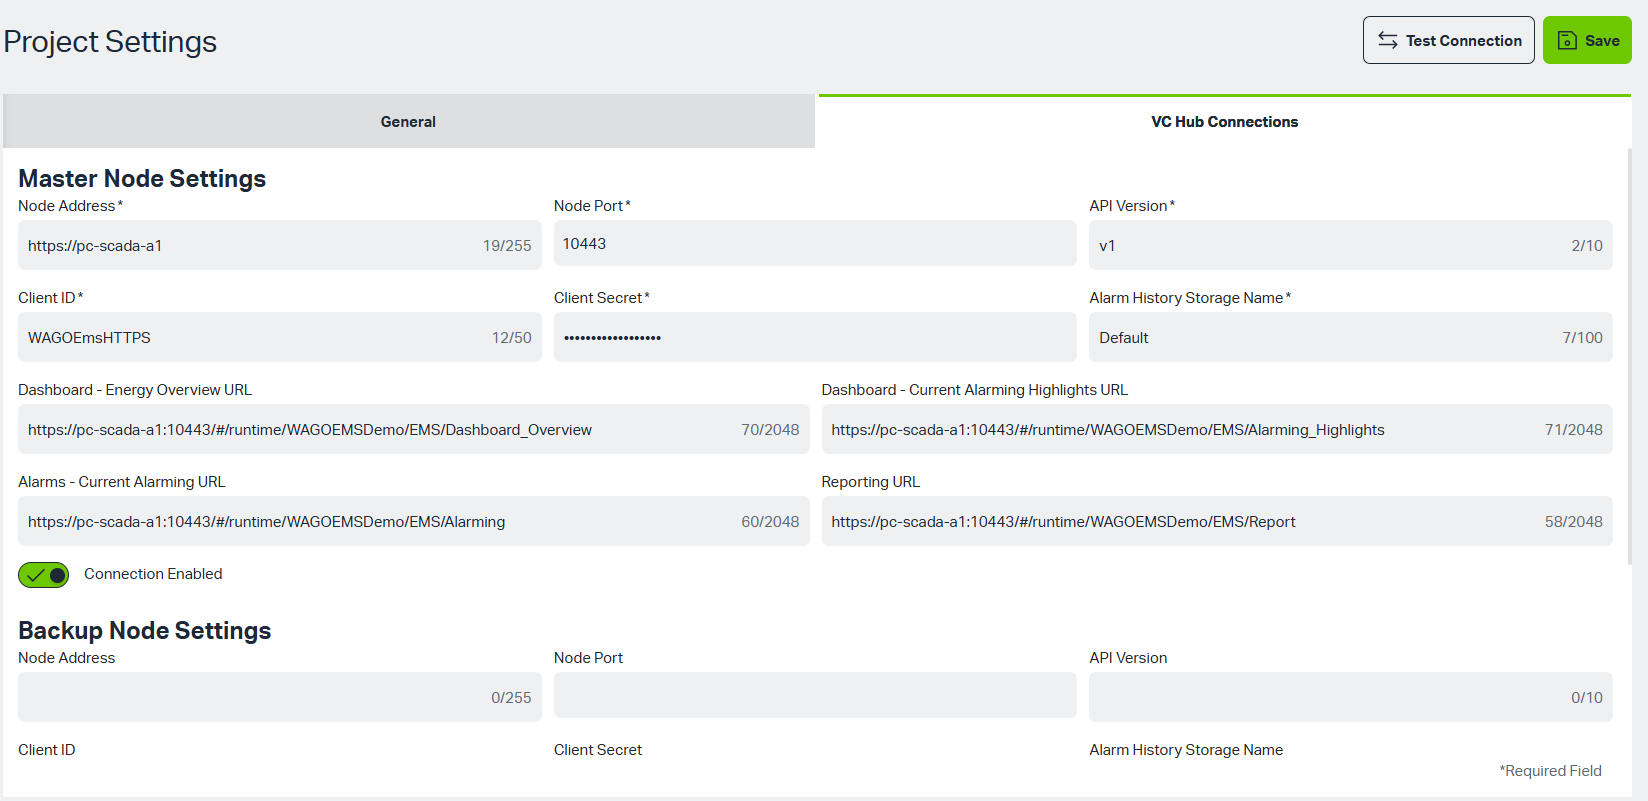 Project Settings
Test Connection
Save
General
VC Hub Connections
Master Node Settings
Node Address*
Node Port*
API Version*
https://pc-scada-a1 19/255
10443
v1 2/10
Client ID*
Client Secret*
Alarm History Storage Name*
WAGOEmsHTTPS 12/50
••••••••••••••••••
Default 7/100
Dashboard - Energy Overview URL
Dashboard - Current Alarming Highlights URL
https://pc-scada-a1:10443/#/runtime/WAGOEMSDemo/EMS/Dashboard_Overview 70/2048
https://pc-scada-a1:10443/#/runtime/WAGOEMSDemo/EMS/Alarming_Highlights 71/2048
Alarms - Current Alarming URL
Reporting URL
https://pc-scada-a1:10443/#/runtime/WAGOEMSDemo/EMS/Alarming 60/2048
https://pc-scada-a1:10443/#/runtime/WAGOEMSDemo/EMS/Report 58/2048
Connection Enabled
Backup Node Settings
Node Address
Node Port
API Version
0/255
0/10
Client ID
Client Secret
Alarm History Storage Name
*Required Field